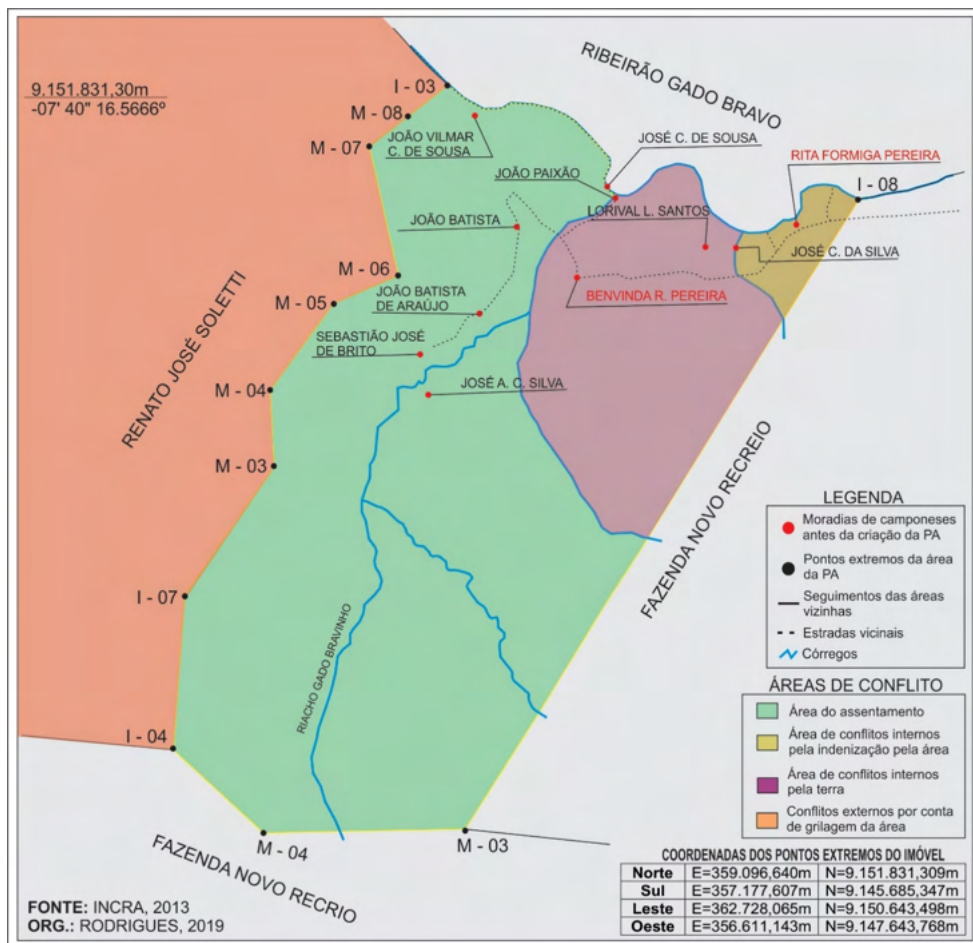 9.151.831,30m
-07' 40" 16.5666º
I - 03
M - 08
M - 07
JOÃO VILMAR
C. DE SOUSA
RIBEIRÃO GADO BRAVO
JOSÉ C. DE SOUSA
JOÃO PAIXÃO
RITA FORMIGA PEREIRA
I - 08
LORIVAL L. SANTOS
JOÃO BATISTA
JOSÉ C. DA SILVA
M - 06
M - 05
JOÃO BATISTA
DE ARAÚJO
BENVINDA R. PEREIRA
SEBASTIÃO JOSÉ
DE BRITO
RENATO JOSÉ SOLETTI
M - 04
JOSÉ A. C. SILVA
M - 03
FAZENDA NOVO RECREIO
I - 07
RIACHO GADO BRAVINHO
I - 04
M - 04
M - 03
FAZENDA NOVO RECRIO
LEGENDA
Moradias de camponeses
antes da criação da PA
Pontos extremos da área
da PA
Seguimentos das áreas
vizinhas
Estradas vicinais
Córregos
ÁREAS DE CONFLITO
Área do assentamento
Área de conflitos internos
pela indenização pela área
Área de conflitos internos
pela terra
Conflitos externos por conta
de grilagem da área
COORDENADAS DOS PONTOS EXTREMOS DO IMÓVEL
Norte E=359.096,640m N=9.151.831,309m
Sul E=357.177,607m N=9.145.685,347m
Leste E=362.728,065m N=9.150.643,498m
Oeste E=356.611,143m N=9.147.643,768m
FONTE: INCRA, 2013
ORG.: RODRIGUES, 2019